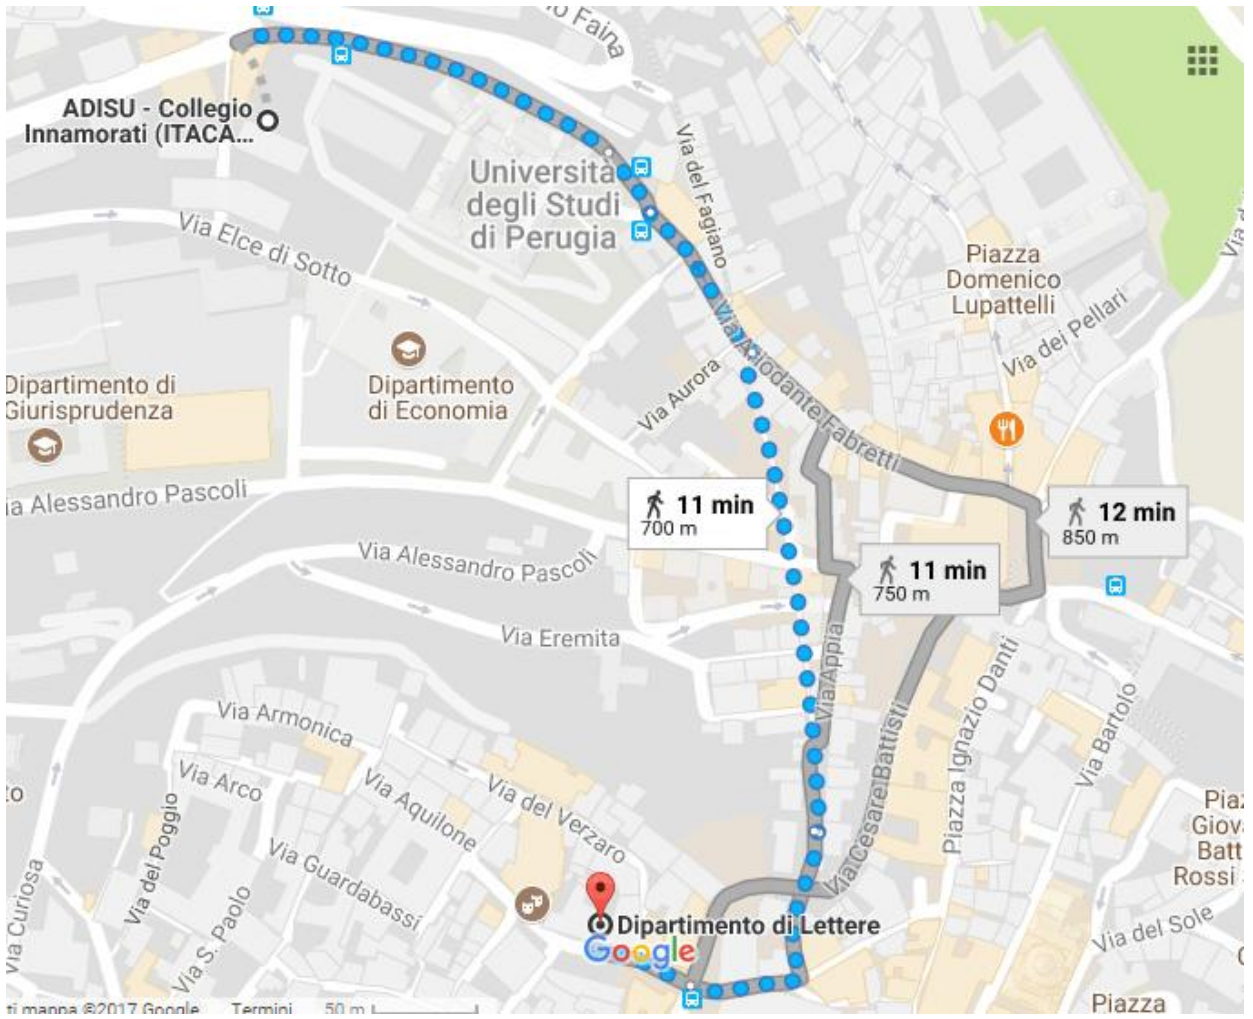 o Faina
ADISU - Collegio
Innamorati (ITACA...
Via del Fagiano
Università
degli Studi
di Perugia
Via Elce di Sotto
Piazza
Domenico
Lupattelli
Via dei Pellari
Via Ariodante Fabretti
Via Aurora
Dipartimento di
Giurisprudenza
Dipartimento
di Economia
ia Alessandro Pascoli
11 min
700 m
12 min
850 m
Via Alessandro Pascoli
11 min
750 m
Via Eremita
Via Appia
Piazza Ignazio Danti
Via Bartolo
Via Armonica
Via Cesare Battisti
Via Arco
Via Aquilone
Via del Verzaro
to
Via del Poggio
Via Guardabassi
Piaz
Giova
Batt
Rossi
Via Curiosa
Via S. Paolo
Dipartimento di Lettere
Google
Via del Sole
ti mappa ©2017 Google
Termini
50 m
Piazza